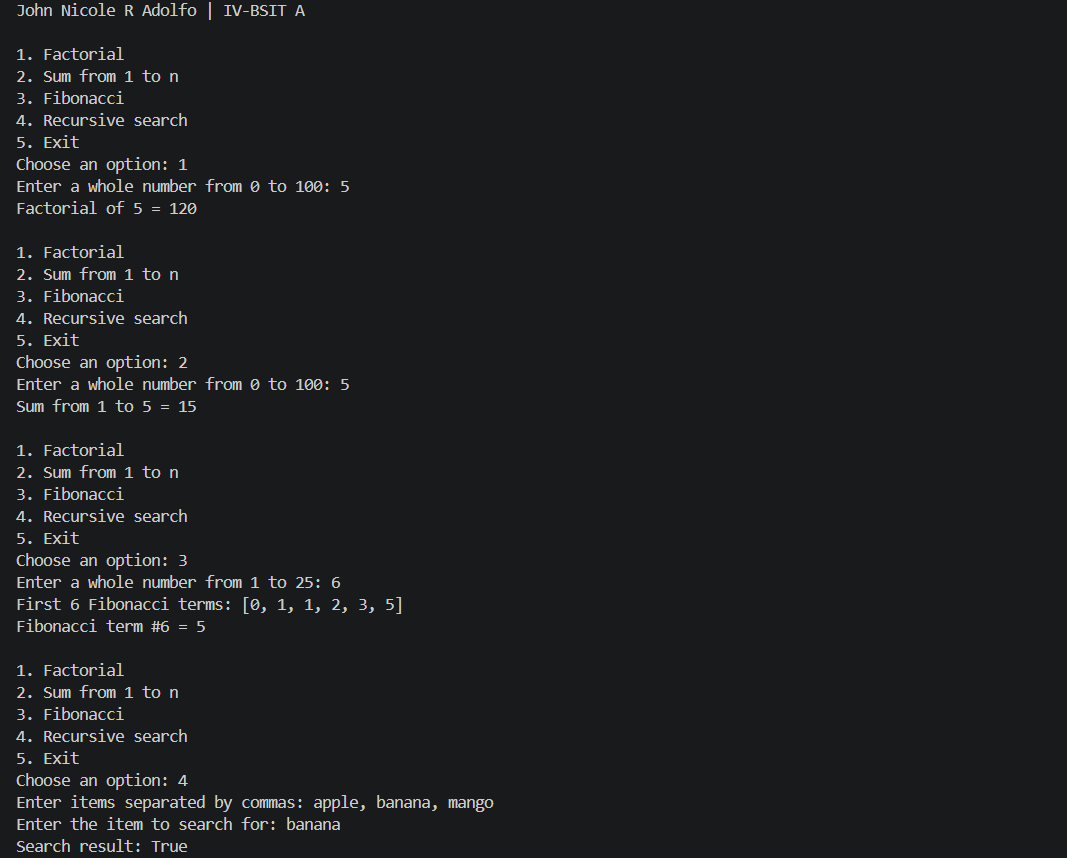 John Nicole R Adolfo | IV-BSIT A
1. Factorial
2. Sum from 1 to n
3. Fibonacci
4. Recursive search
5. Exit
Choose an option: 1
Enter a whole number from 0 to 100: 5
Factorial of 5 = 120
1. Factorial
2. Sum from 1 to n
3. Fibonacci
4. Recursive search
5. Exit
Choose an option: 2
Enter a whole number from 0 to 100: 5
Sum from 1 to 5 = 15
1. Factorial
2. Sum from 1 to n
3. Fibonacci
4. Recursive search
5. Exit
Choose an option: 3
Enter a whole number from 1 to 25: 6
First 6 Fibonacci terms: [0, 1, 1, 2, 3, 5]
Fibonacci term #6 = 5
1. Factorial
2. Sum from 1 to n
3. Fibonacci
4. Recursive search
5. Exit
Choose an option: 4
Enter items separated by commas: apple, banana, mango
Enter the item to search for: banana
Search result: True